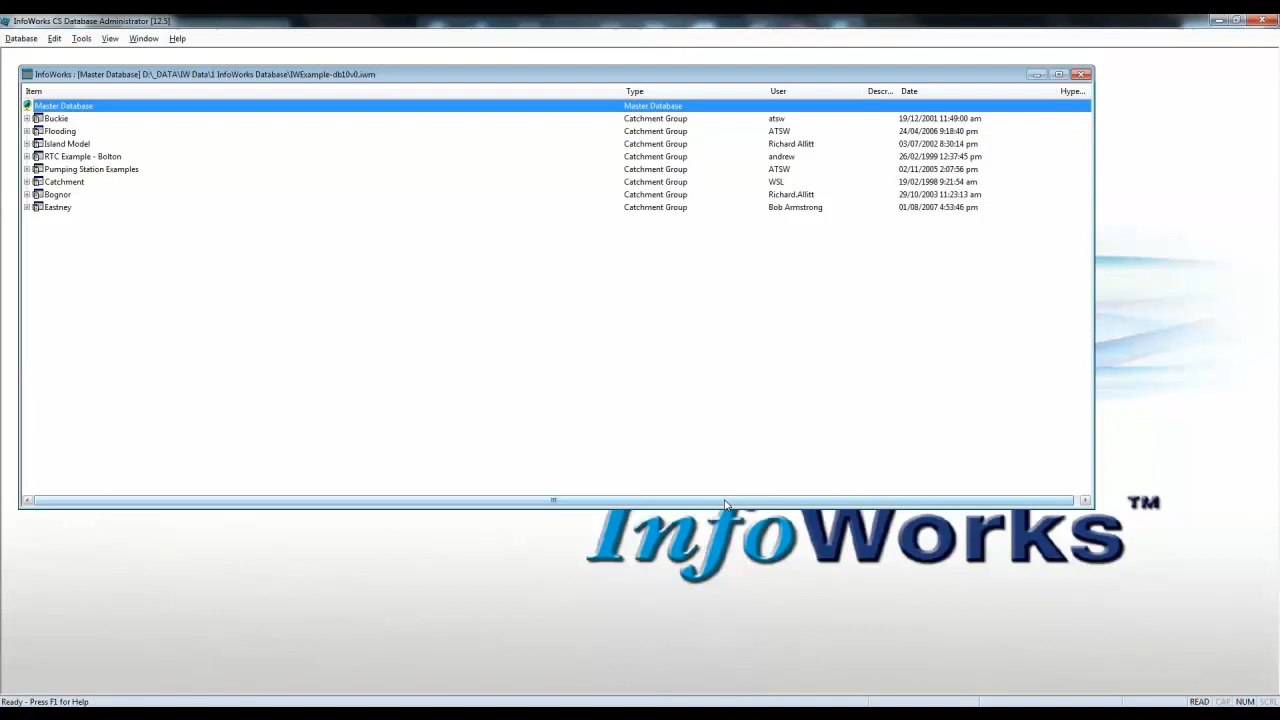 InfoWorks CS Database Administrator [12.5]
Database Edit Tools View Window Help
InfoWorks : [Master Database] D:\_DATA\IW Data\1 InfoWorks Database\IWExample-db10v0.iwm
Item Type User Descr... Date Hype...
Master Database Master Database
Buckie Catchment Group atsw 19/12/2001 11:49:00 am
Flooding Catchment Group ATSW 24/04/2006 9:18:40 pm
Island Model Catchment Group Richard Allitt 03/07/2002 8:30:14 pm
RTC Example - Bolton Catchment Group andrew 26/02/1999 12:37:45 pm
Pumping Station Examples Catchment Group ATSW 02/11/2005 2:07:56 pm
Catchment Catchment Group WSL 19/02/1998 9:21:54 am
Bognor Catchment Group Richard.Allitt 29/10/2003 11:23:13 am
Eastney Catchment Group Bob Armstrong 01/08/2007 4:53:46 pm
InfoWorks™
Ready - Press F1 for Help READ CAP NUM SCRL